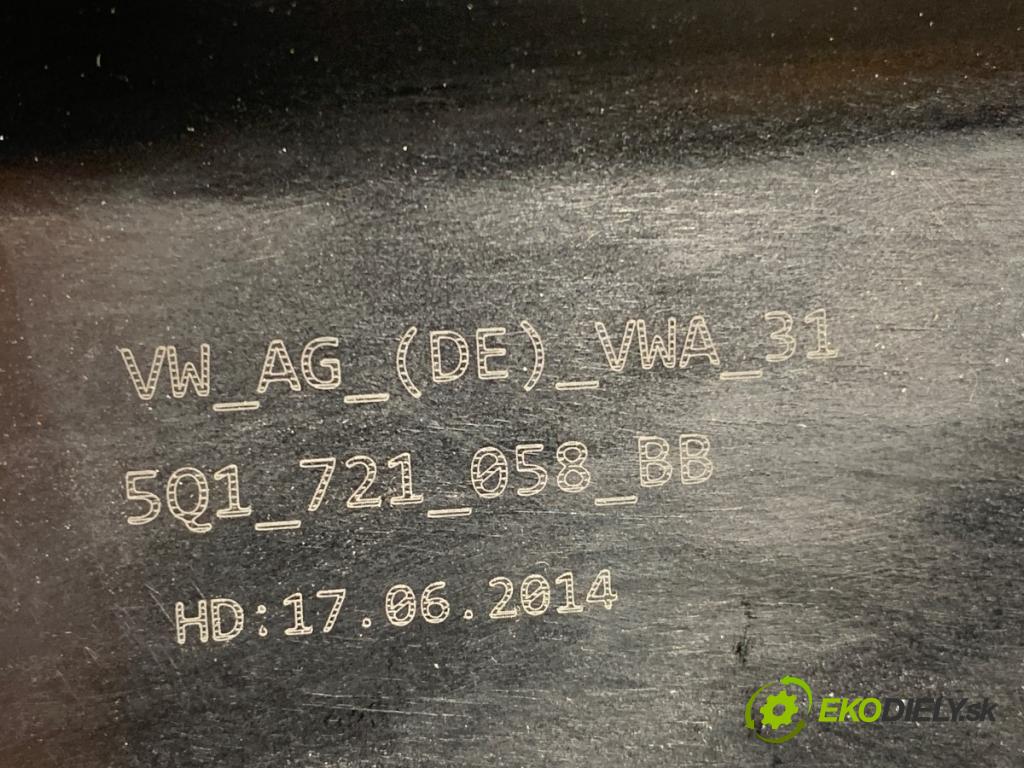 VW_AG_(DE)_VWA_31
5Q1_721_058_BB
HD:17.06.2014
EKODIELY.sk